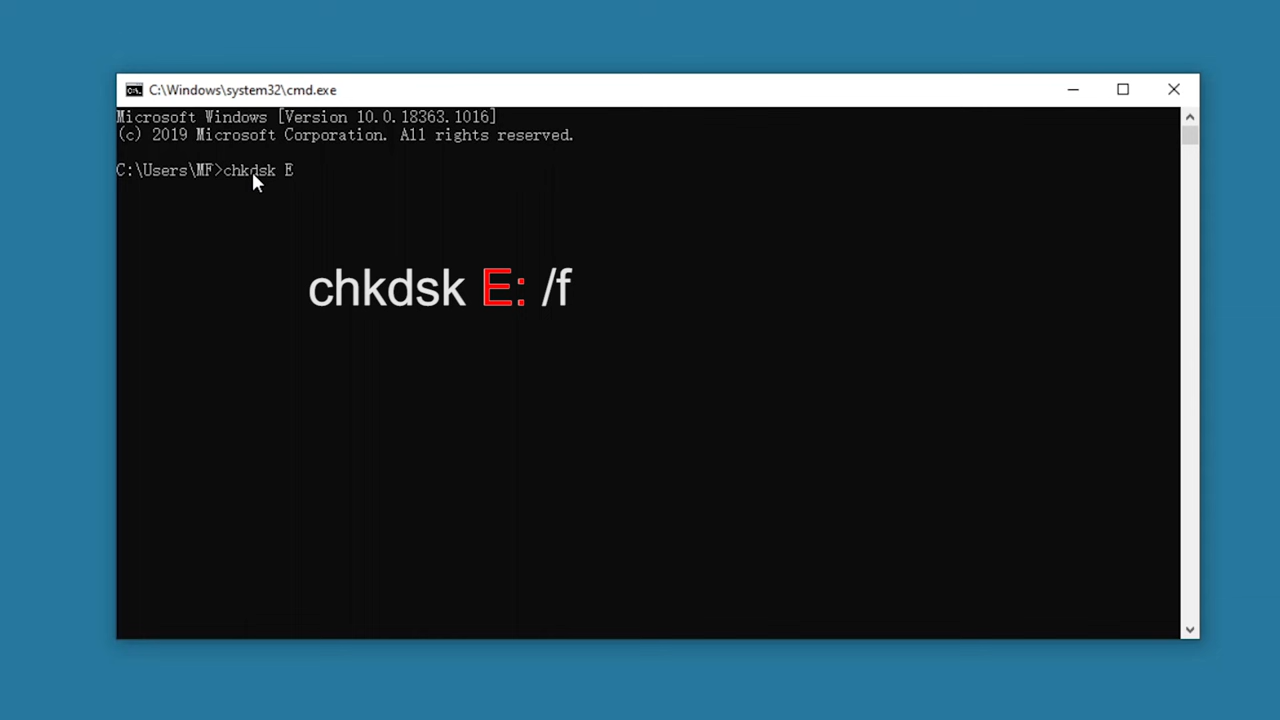 C:\Windows\system32\cmd.exe
Microsoft Windows [Version 10.0.18363.1016]
(c) 2019 Microsoft Corporation. All rights reserved.
C:\Users\MF>chkdsk E
chkdsk E: /f